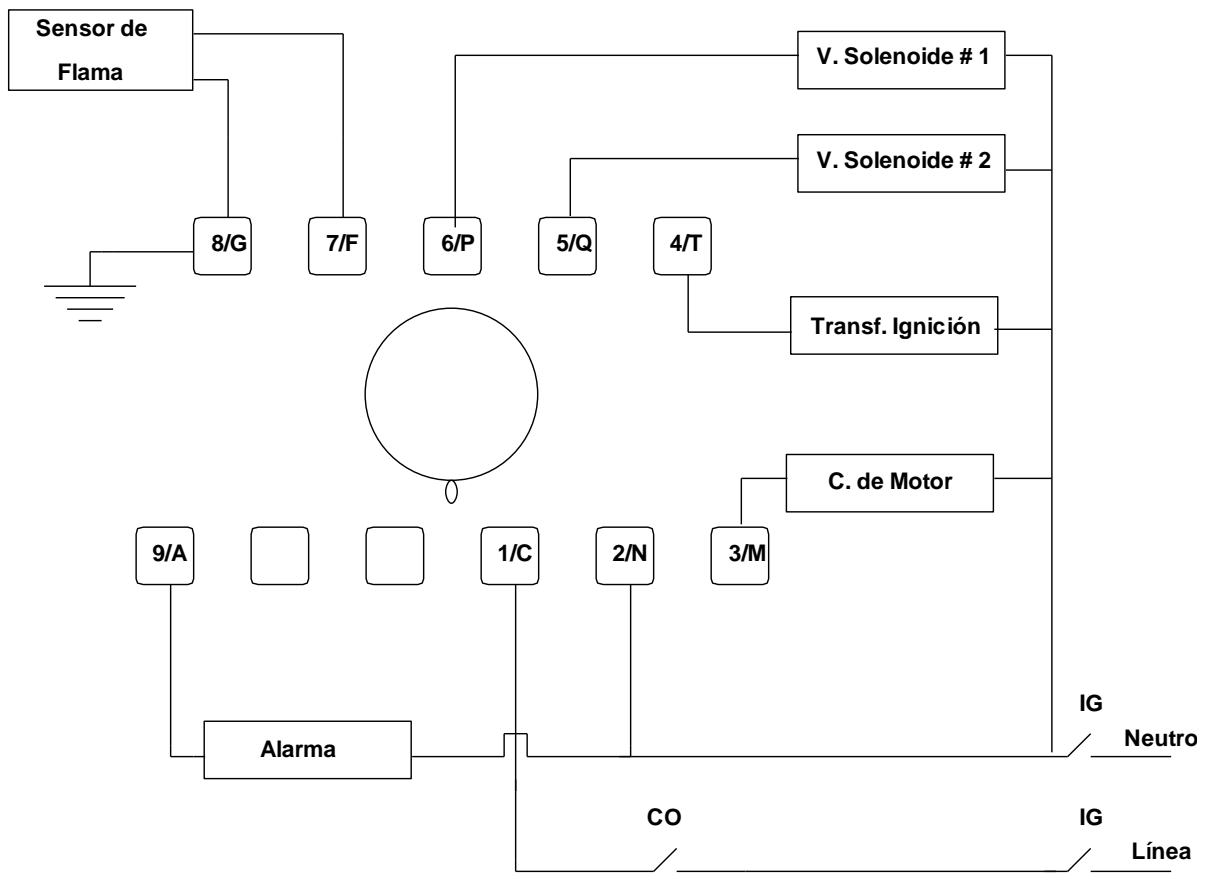 Sensor de
Flama
V. Solenoide # 1
V. Solenoide # 2
8/G
7/F
6/P
5/Q
4/T
Transf. Ignición
C. de Motor
9/A
1/C
2/N
3/M
IG
Neutro
Alarma
CO
IG
Línea